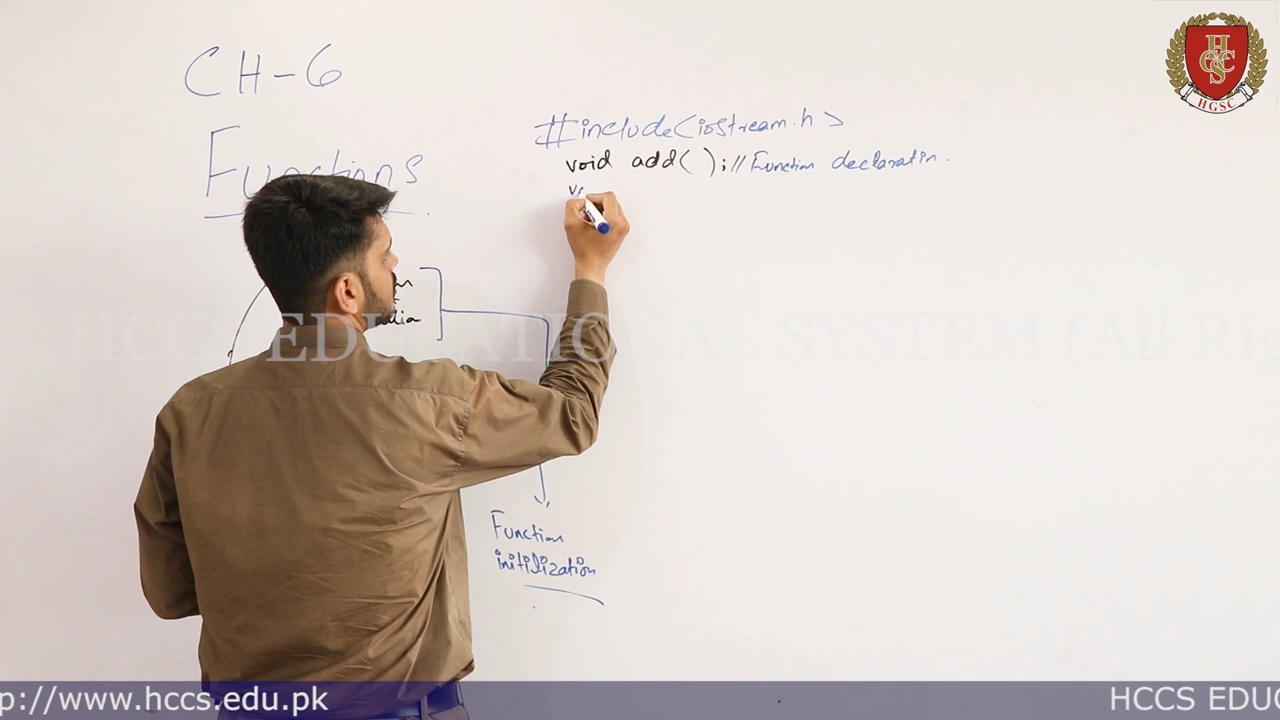 CH-6
Functions
#include<iostream.h>
void add( ); // Function declaratin.
Function
initilization
HGSC
HCCS EDUCATIONAL SYSTEM (All Rig
p://www.hccs.edu.pk
HCCS EDUC